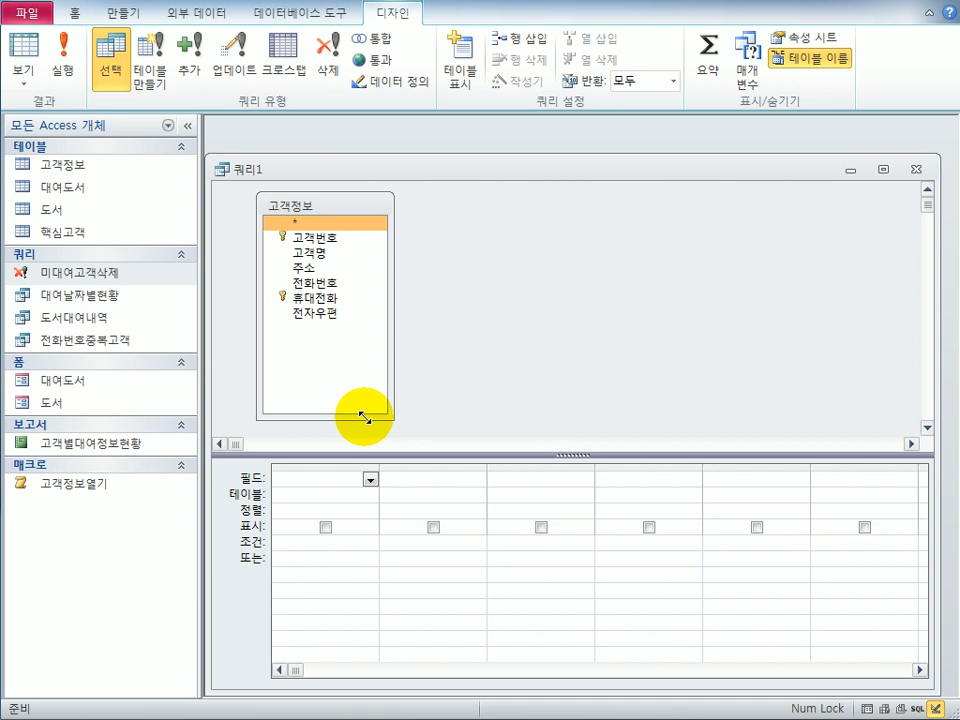 파일 홈 만들기 외부 데이터 데이터베이스 도구 디자인
보기 실행 선택 테이블 만들기 추가 업데이트 크로스탭 삭제 통합 통과 데이터 정의 테이블 표시 행 삽입 행 삭제 작성기 열 삽입 열 삭제 반환: 모두 요약 매개 변수 속성 시트 테이블 이름
결과 쿼리 유형 쿼리 설정 표시/숨기기
모든 Access 개체
테이블
고객정보
대여도서
도서
핵심고객
쿼리
미대여고객삭제
대여날짜별현황
도서대여내역
전화번호중복고객
폼
대여도서
도서
보고서
고객별대여정보현황
매크로
고객정보열기
쿼리1
고객정보
*
고객번호
고객명
주소
전화번호
휴대전화
전자우편
필드:
테이블:
정렬:
표시:
조건:
또는:
준비 Num Lock SQL